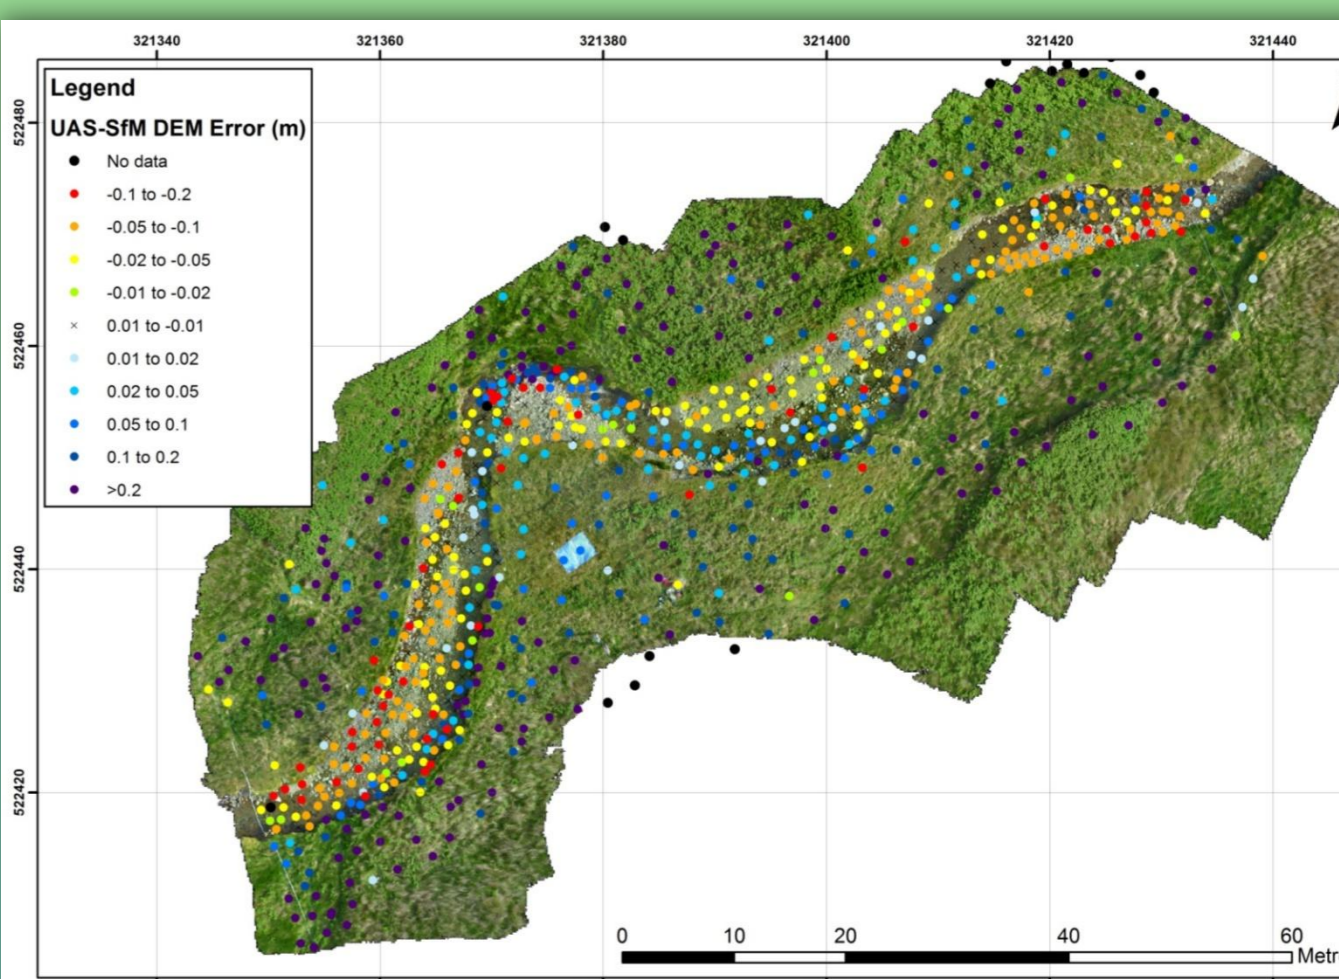 321340 321360 321380 321400 321420 321440
522480
522460
522440
522420
Legend
UAS-SfM DEM Error (m)
No data
-0.1 to -0.2
-0.05 to -0.1
-0.02 to -0.05
-0.01 to -0.02
0.01 to -0.01
0.01 to 0.02
0.02 to 0.05
0.05 to 0.1
0.1 to 0.2
>0.2
0 10 20 40 60
Metr